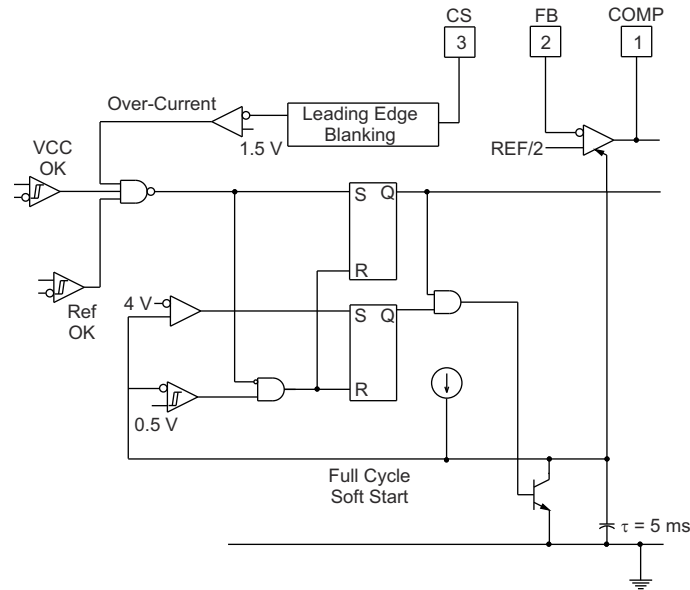 CS
FB
COMP
3
2
1
Over-Current
Leading Edge
Blanking
1.5 V
REF/2
VCC
OK
S
Q
R
Ref
OK
4 V
S
Q
R
0.5 V
Full Cycle
Soft Start
τ = 5 ms